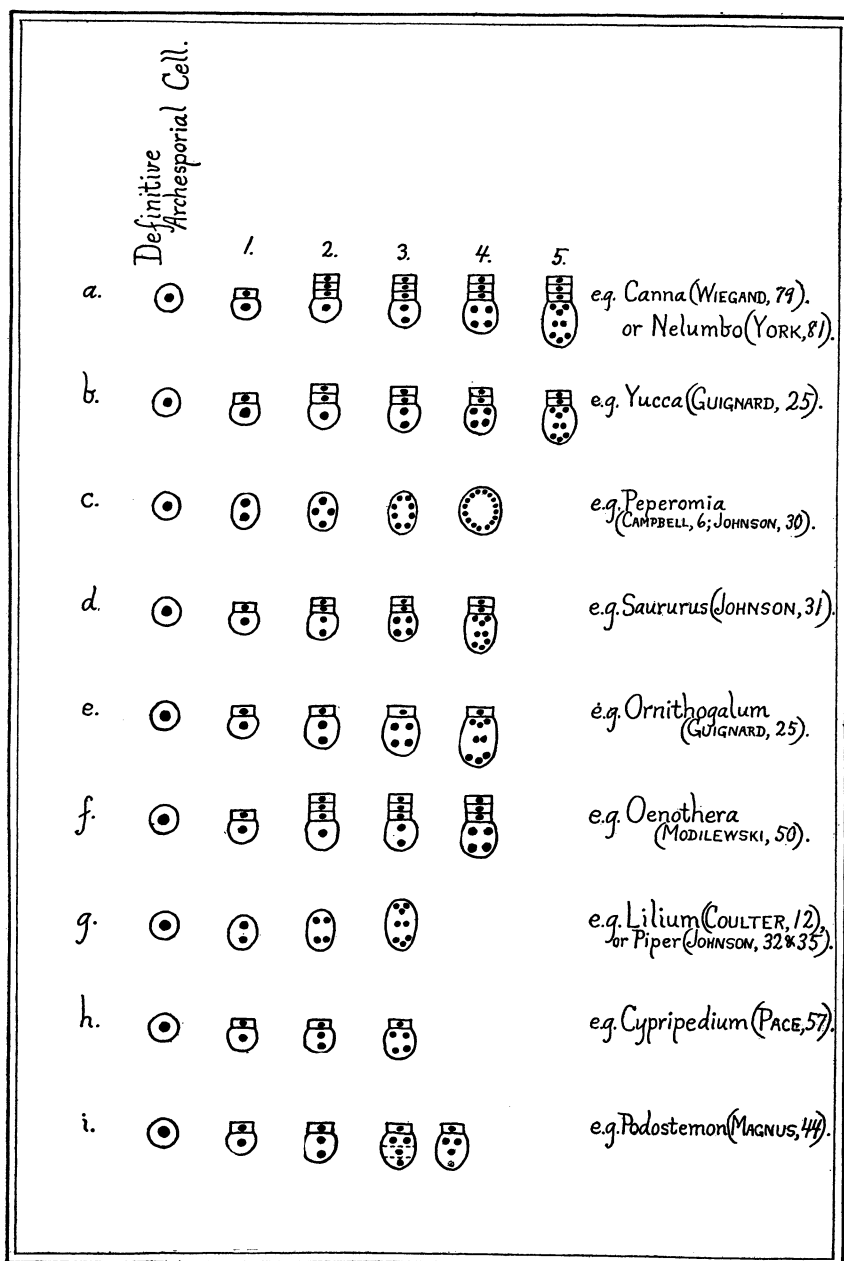 Definitive
Archesporial Cell.
1. 2. 3. 4. 5.
a. e.g. Canna (WIEGAND, 79).
or Nelumbo (YORK, 81).
b. e.g. Yucca (GUIGNARD, 25).
c. e.g. Peperomia
(CAMPBELL, 6; JOHNSON, 30).
d. e.g. Saururus (JOHNSON, 31)
e. e.g. Ornithogalum
(GUIGNARD, 25).
f. e.g. Oenothera
(MODILEWSKI, 50).
g. e.g. Lilium (COULTER, 12),
or Piper (JOHNSON, 32 & 35).
h. e.g. Cypripedium (PACE, 57).
i. e.g. Podostemon (MAGNUS, 44).